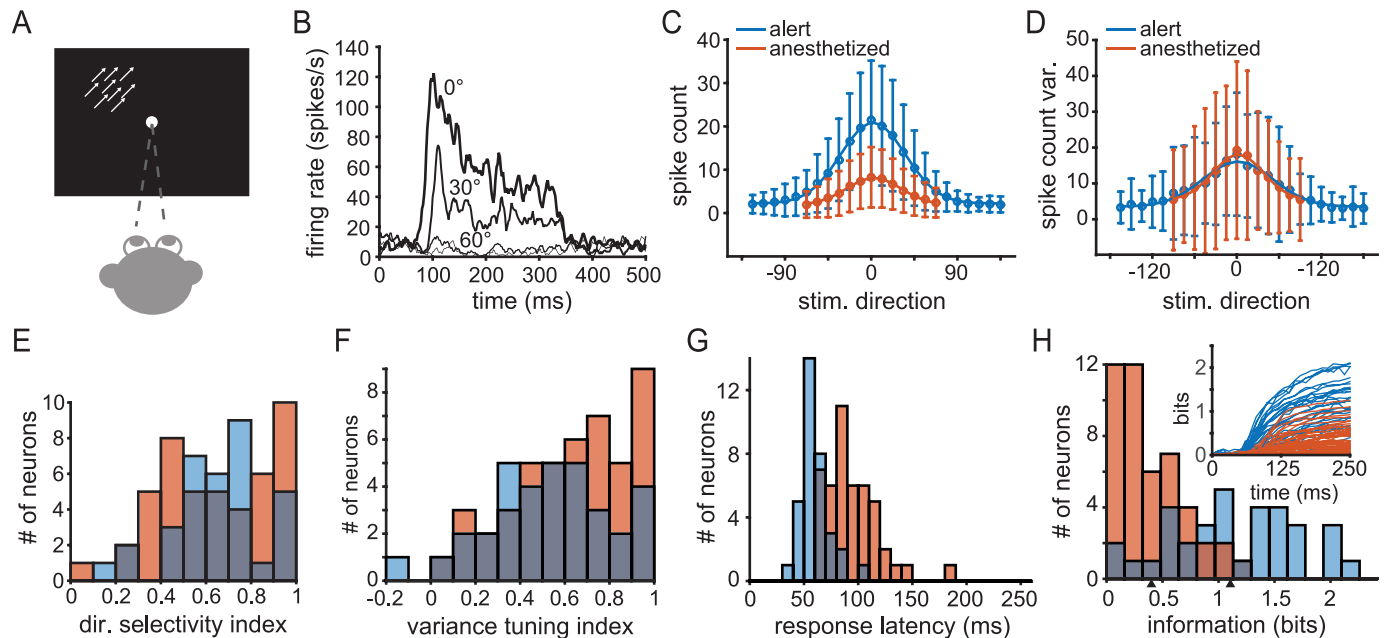 A
B
firing rate (spikes/s)
140
120
100
80
60
40
20
0
0°
30°
60°
0 100 200 300 400 500
time (ms)
C
alert
anesthetized
spike count
40
30
20
10
0
-90 0 90
stim. direction
D
alert
anesthetized
spike count var.
50
40
30
20
10
0
-120 0 -120
stim. direction
E
# of neurons
10
8
6
4
2
0
0 0.2 0.4 0.6 0.8 1
dir. selectivity index
F
# of neurons
8
6
4
2
0
-0.2 0 0.2 0.4 0.6 0.8 1
variance tuning index
G
# of neurons
12
8
4
0
0 50 100 150 200 250
response latency (ms)
H
# of neurons
12
8
4
0
0 0.5 1 1.5 2
information (bits)
bits
2
1
0
0 125 250
time (ms)